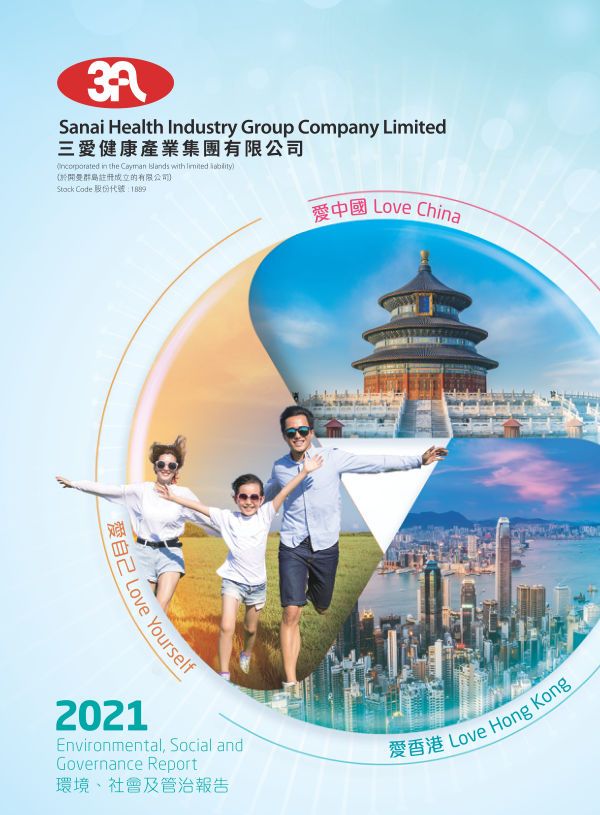 3A
Sanai Health Industry Group Company Limited
三愛健康產業集團有限公司
(Incorporated in the Cayman Islands with limited liability)
(於開曼群島註冊成立的有限公司)
Stock Code 股份代號 : 1889
愛中國 Love China
愛自己 Love Yourself
愛香港 Love Hong Kong
2021
Environmental, Social and
Governance Report
環境、社會及管治報告